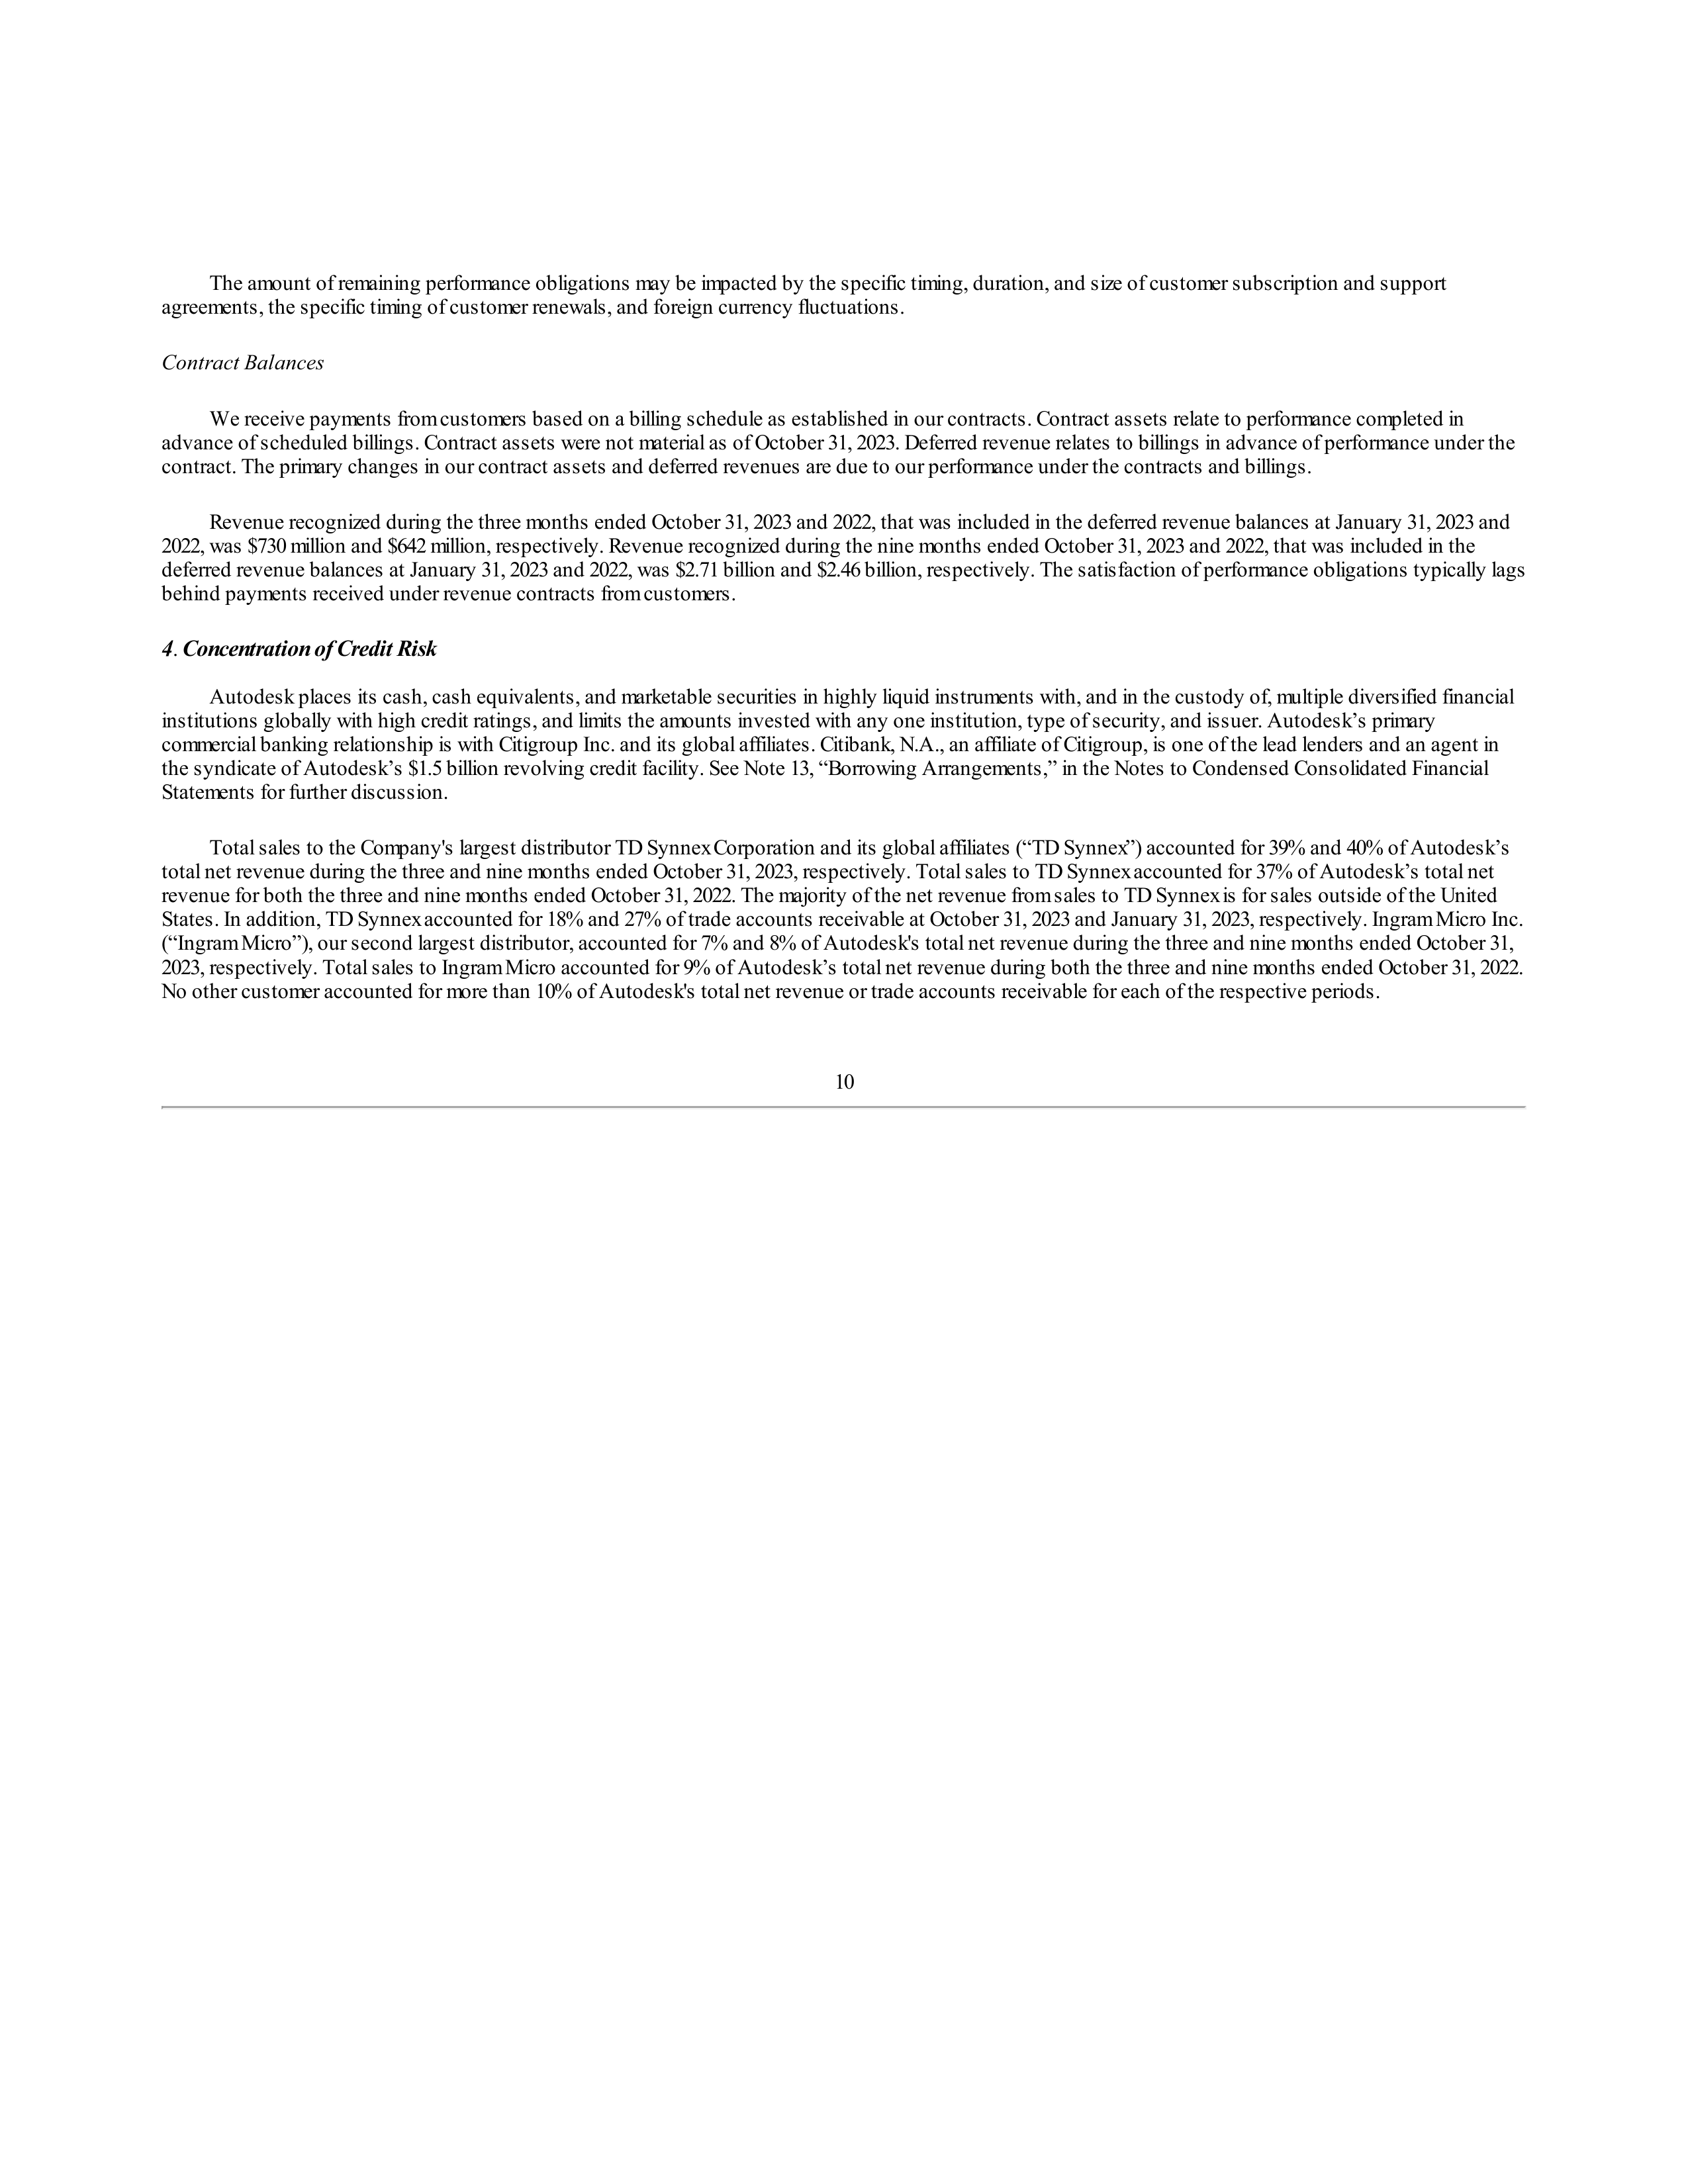 The amount of remaining performance obligations may be impacted by the specific timing, duration, and size of customer subscription and support
agreements, the specific timing of customer renewals, and foreign currency fluctuations.
Contract Balances
We receive payments from customers based on a billing schedule as established in our contracts. Contract assets relate to performance completed in
advance of scheduled billings. Contract assets were not material as of October 31, 2023. Deferred revenue relates to billings in advance of performance under the
contract. The primary changes in our contract assets and deferred revenues are due to our performance under the contracts and billings.
Revenue recognized during the three months ended October 31, 2023 and 2022, that was included in the deferred revenue balances at January 31, 2023 and
2022, was $730 million and $642 million, respectively. Revenue recognized during the nine months ended October 31, 2023 and 2022, that was included in the
deferred revenue balances at January 31, 2023 and 2022, was $2.71 billion and $2.46 billion, respectively. The satisfaction of performance obligations typically lags
behind payments received under revenue contracts from customers.
4. Concentration of Credit Risk
Autodesk places its cash, cash equivalents, and marketable securities in highly liquid instruments with, and in the custody of, multiple diversified financial
institutions globally with high credit ratings, and limits the amounts invested with any one institution, type of security, and issuer. Autodesk’s primary
commercial banking relationship is with Citigroup Inc. and its global affiliates. Citibank, N.A., an affiliate of Citigroup, is one of the lead lenders and an agent in
the syndicate of Autodesk’s $1.5 billion revolving credit facility. See Note 13, “Borrowing Arrangements,” in the Notes to Condensed Consolidated Financial
Statements for further discussion.
Total sales to the Company's largest distributor TD Synnex Corporation and its global affiliates (“TD Synnex”) accounted for 39% and 40% of Autodesk’s
total net revenue during the three and nine months ended October 31, 2023, respectively. Total sales to TD Synnex accounted for 37% of Autodesk’s total net
revenue for both the three and nine months ended October 31, 2022. The majority of the net revenue from sales to TD Synnex is for sales outside of the United
States. In addition, TD Synnex accounted for 18% and 27% of trade accounts receivable at October 31, 2023 and January 31, 2023, respectively. Ingram Micro Inc.
(“Ingram Micro”), our second largest distributor, accounted for 7% and 8% of Autodesk's total net revenue during the three and nine months ended October 31,
2023, respectively. Total sales to Ingram Micro accounted for 9% of Autodesk’s total net revenue during both the three and nine months ended October 31, 2022.
No other customer accounted for more than 10% of Autodesk's total net revenue or trade accounts receivable for each of the respective periods.
10